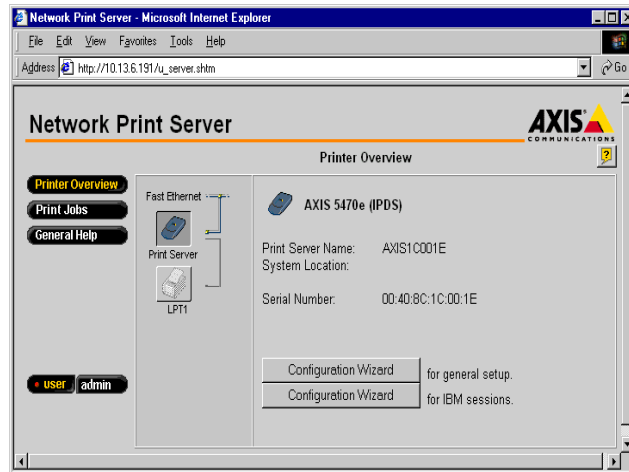 Network Print Server - Microsoft Internet Explorer
File Edit View Favorites Tools Help
Address http://10.13.6.191/u_server.shtm Go
Network Print Server
AXIS
COMMUNICATIONS
Printer Overview
?
Printer Overview
Print Jobs
General Help
user admin
Fast Ethernet
Print Server
LPT1
AXIS 5470e (IPDS)
Print Server Name: AXIS1C001E
System Location:
Serial Number: 00:40:8C:1C:00:1E
Configuration Wizard for general setup.
Configuration Wizard for IBM sessions.